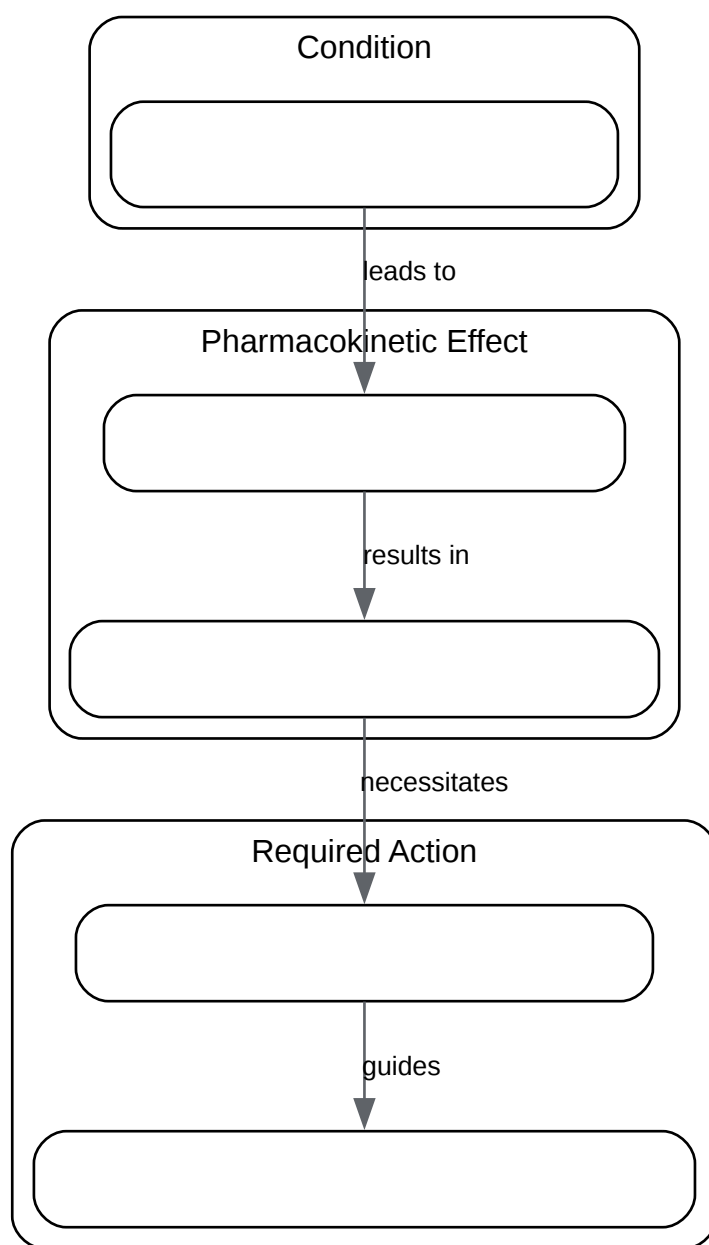 Condition
leads to
Pharmacokinetic Effect
results in
necessitates
Required Action
guides